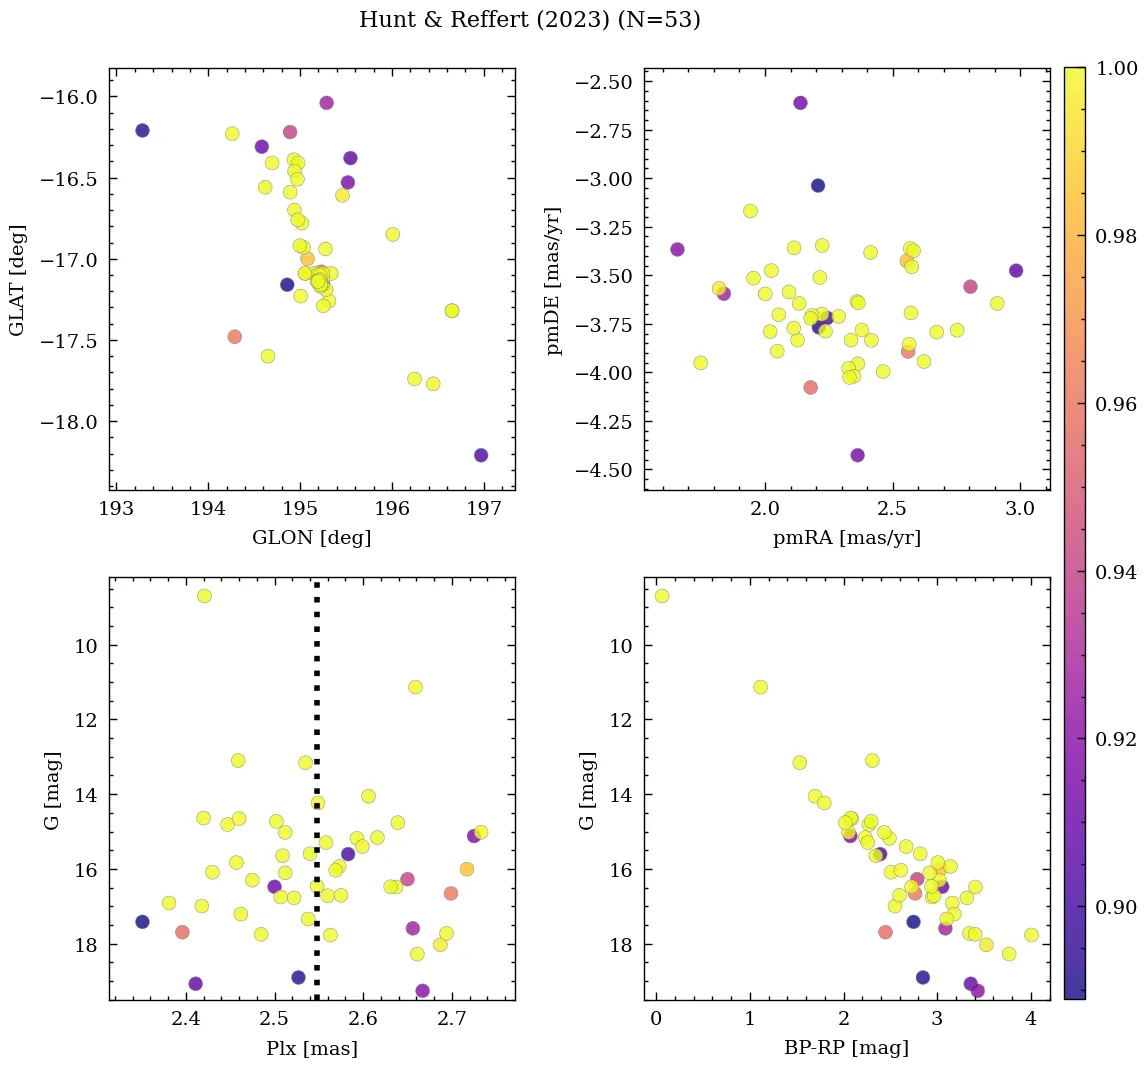 Hunt & Reffert (2023) (N=53)
−16.0
−16.5
−17.0
−17.5
−18.0
GLAT [deg]
193 194 195 196 197
GLON [deg]
−2.50
−2.75
−3.00
−3.25
−3.50
−3.75
−4.00
−4.25
−4.50
pmDE [mas/yr]
2.0 2.5 3.0
pmRA [mas/yr]
1.00
0.98
0.96
0.94
0.92
0.90
10
12
14
16
18
G [mag]
2.4 2.5 2.6 2.7
Plx [mas]
10
12
14
16
18
G [mag]
0 1 2 3 4
BP-RP [mag]